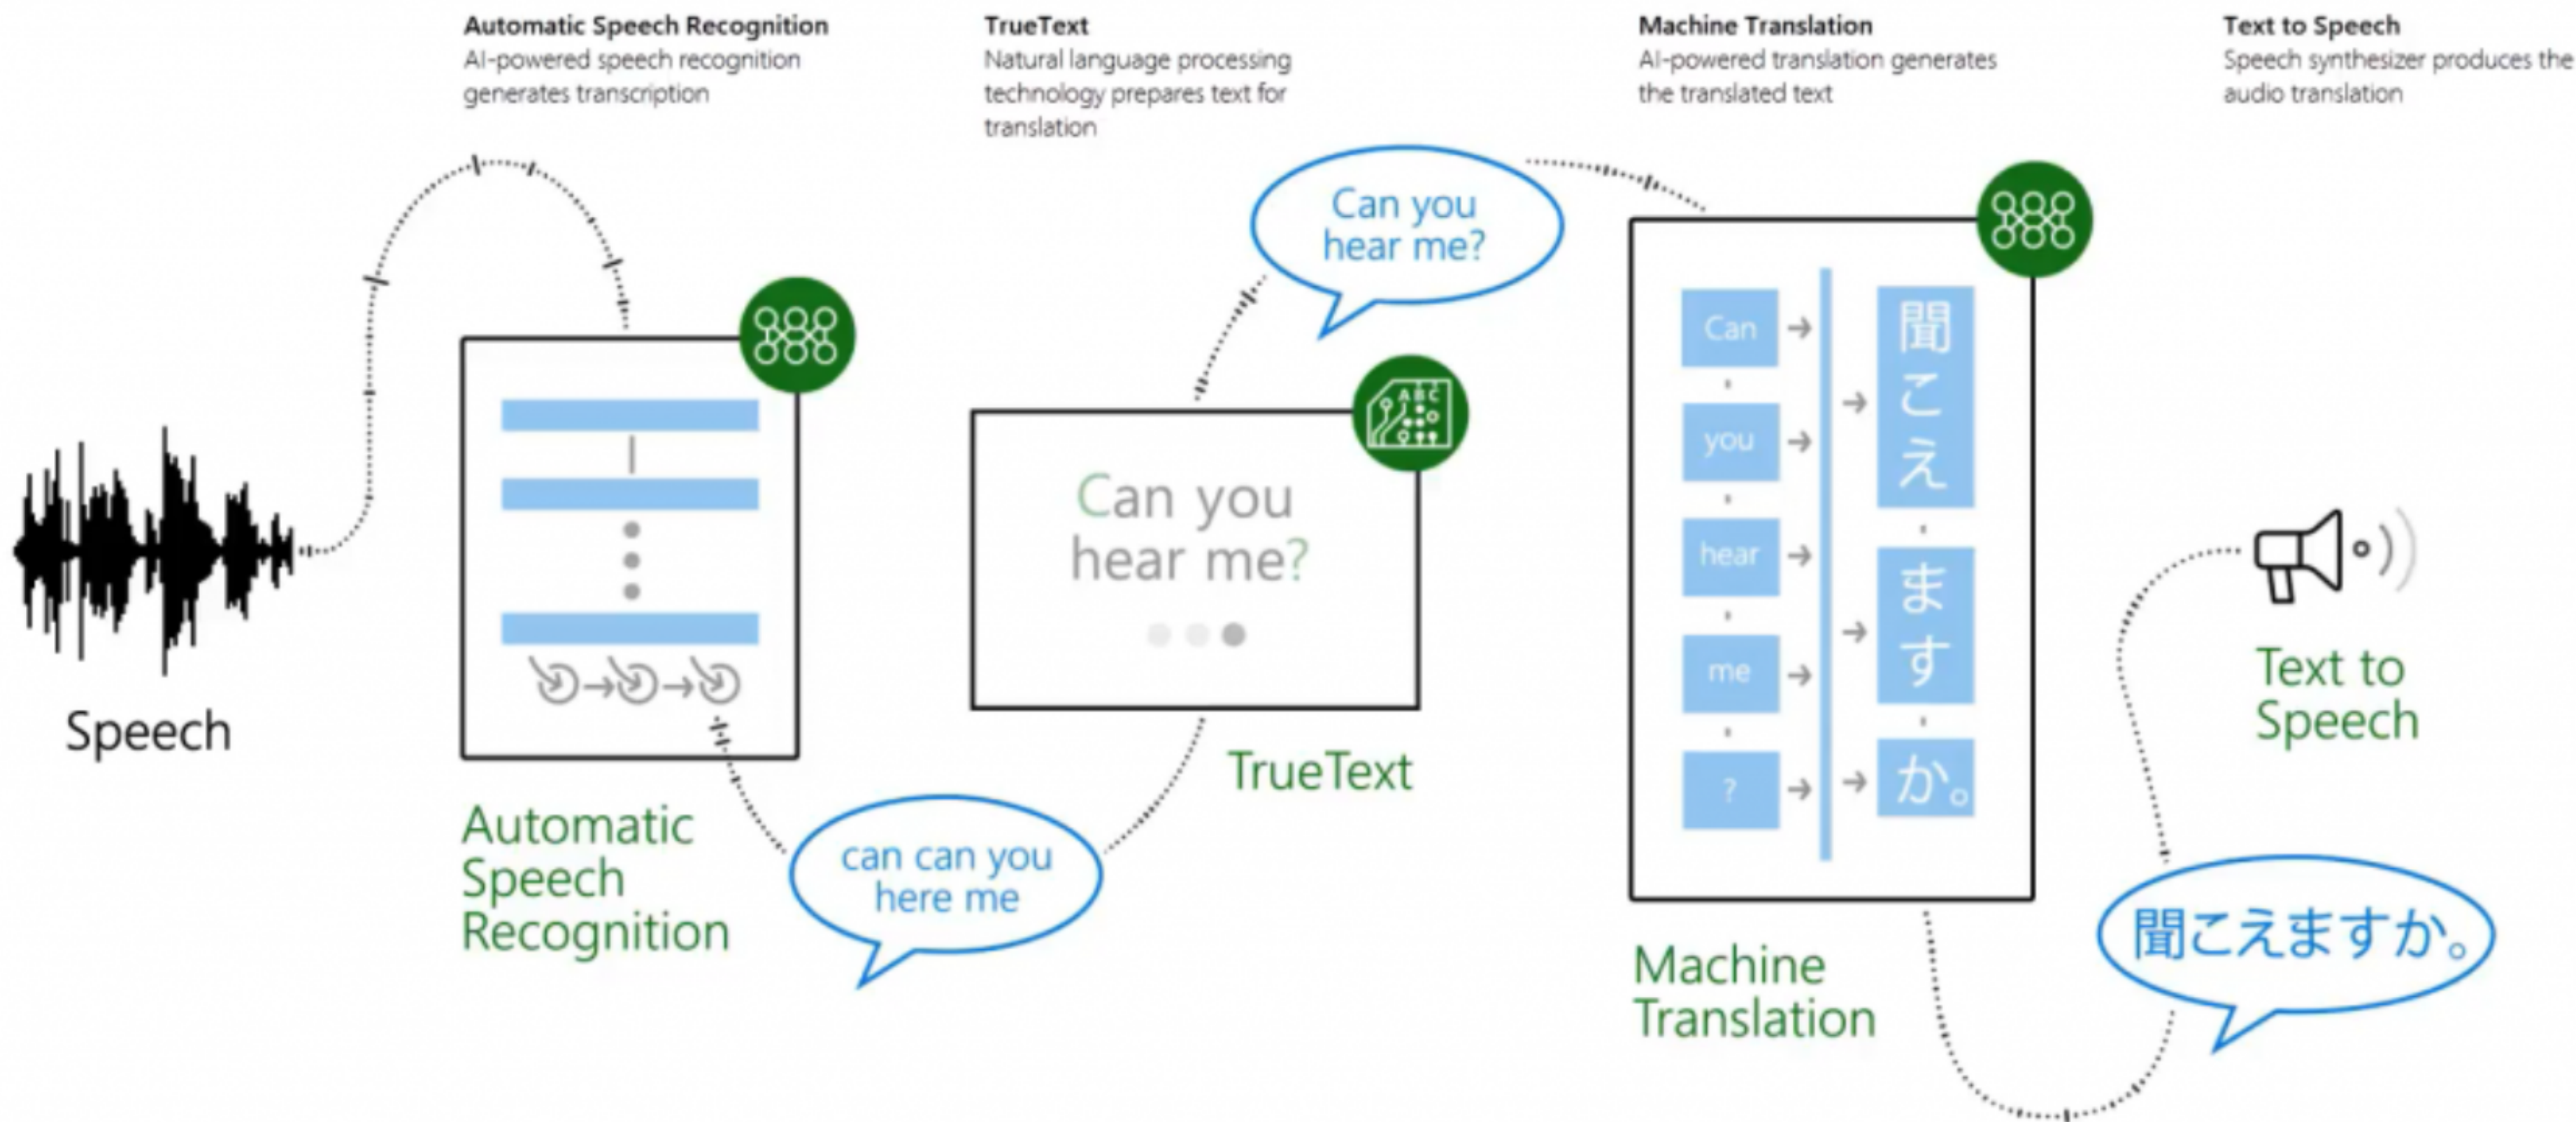 Automatic Speech Recognition
AI-powered speech recognition
generates transcription
TrueText
Natural language processing
technology prepares text for
translation
Machine Translation
AI-powered translation generates
the translated text
Text to Speech
Speech synthesizer produces the
audio translation
Speech
Automatic
Speech
Recognition
can can you
here me
A B C
Can you
hear me?
TrueText
Can you
hear me?
Can
you
hear
me
?
聞こえ
ます
か。
Machine
Translation
聞こえますか。
Text to
Speech